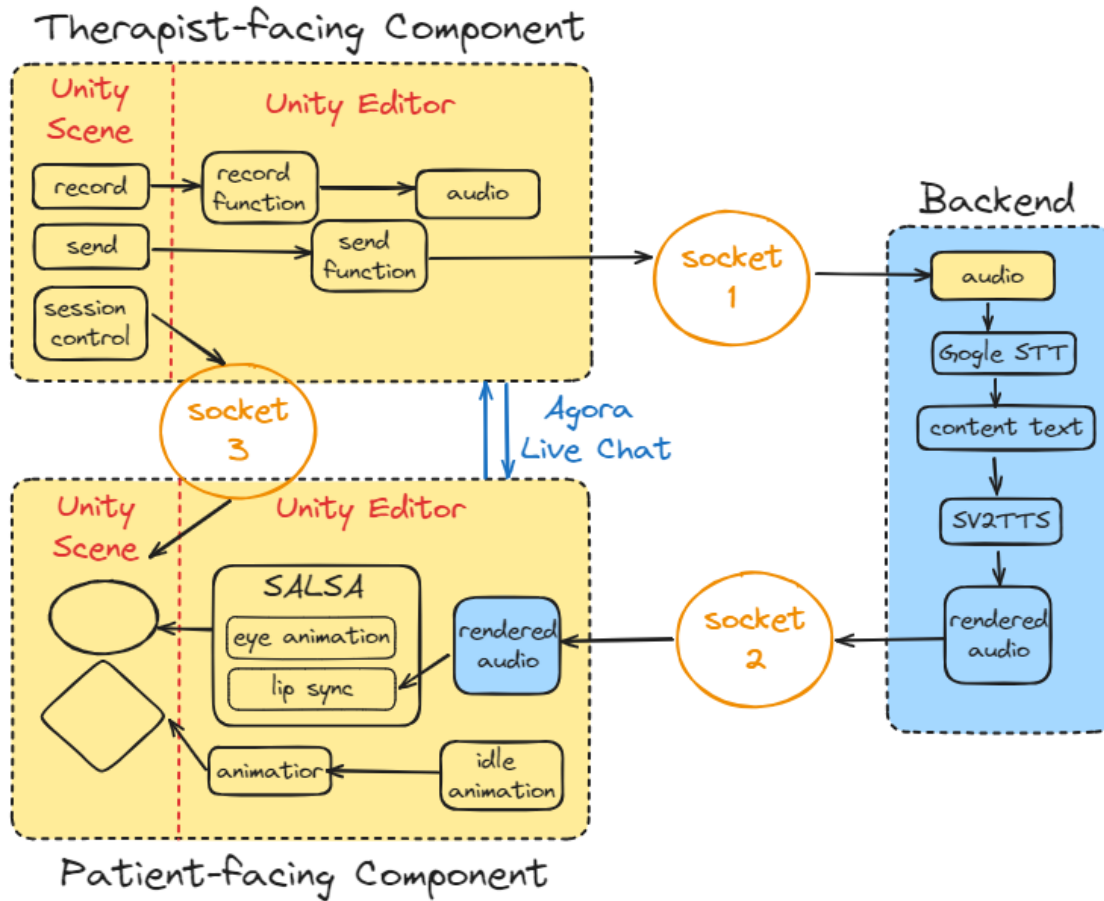 Therapist-facing Component
Unity
Scene
Unity Editor
record
record
function
audio
send
send
function
session
control
socket
1
Backend
audio
Gogle STT
content text
SV2TTS
rendered
audio
socket
3
Agora
Live Chat
Unity
Scene
Unity Editor
SALSA
eye animation
lip sync
rendered
audio
socket
2
animatior
idle
animation
Patient-facing Component